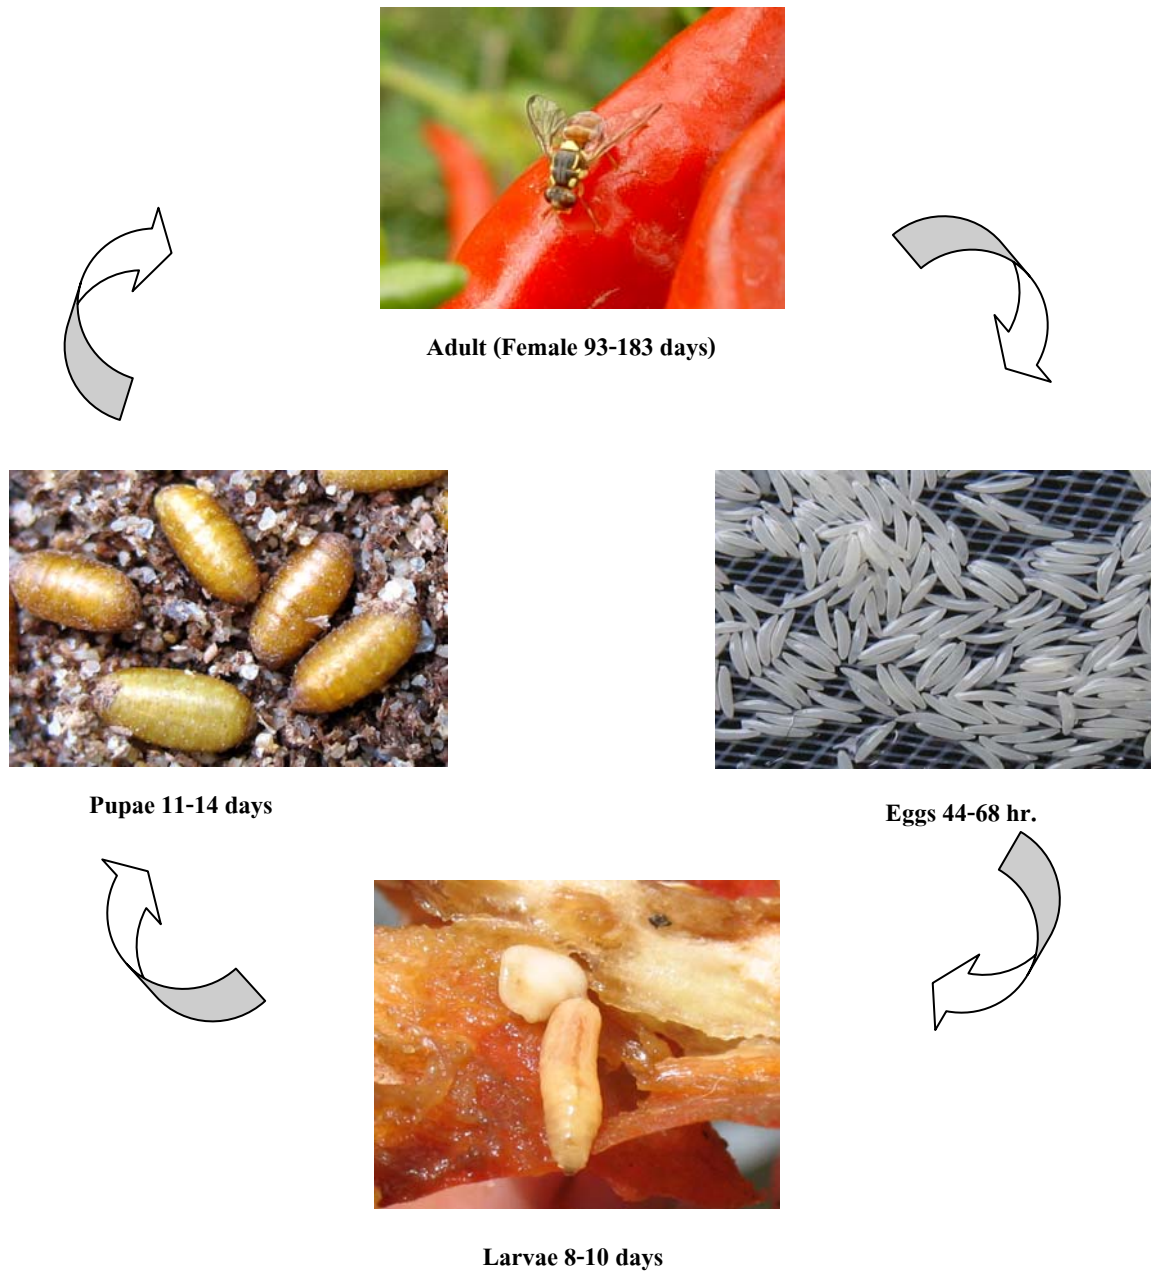 Adult (Female 93-183 days)
Pupae 11-14 days
Eggs 44-68 hr.
Larvae 8-10 days